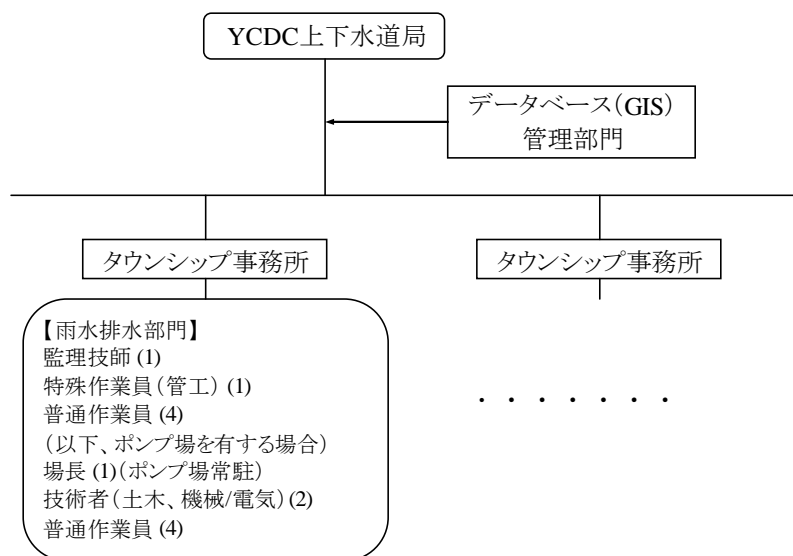 YCDC上下水道局
データベース(GIS)
管理部門
タウンシップ事務所
タウンシップ事務所
【雨水排水部門】
監理技師 (1)
特殊作業員(管工) (1)
普通作業員 (4)
(以下、ポンプ場を有する場合)
場長 (1)(ポンプ場常駐)
技術者(土木、機械/電気) (2)
普通作業員 (4)
・ ・ ・ ・ ・ ・ ・